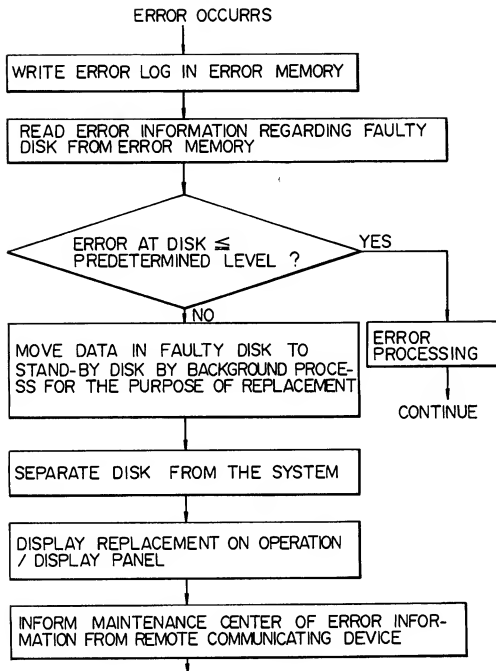 ERROR OCCURRS
WRITE ERROR LOG IN ERROR MEMORY
READ ERROR INFORMATION REGARDING FAULTY
DISK FROM ERROR MEMORY
ERROR AT DISK ≦
PREDETERMINED LEVEL ?
YES
NO
MOVE DATA IN FAULTY DISK TO
STAND-BY DISK BY BACKGROUND PROCE-
SS FOR THE PURPOSE OF REPLACEMENT
ERROR
PROCESSING
CONTINUE
SEPARATE DISK FROM THE SYSTEM
DISPLAY REPLACEMENT ON OPERATION
/ DISPLAY PANEL
INFORM MAINTENANCE CENTER OF ERROR INFOR-
MATION FROM REMOTE COMMUNICATING DEVICE